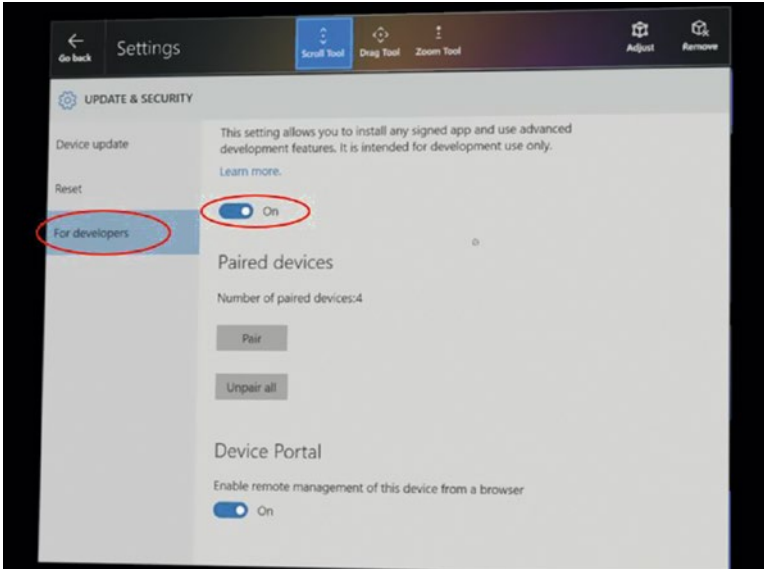 Go back
Settings
Scroll Tool
Drag Tool
Zoom Tool
Adjust
Remove
UPDATE & SECURITY
Device update
Reset
For developers
This setting allows you to install any signed app and use advanced
development features. It is intended for development use only.
Learn more.
On
Paired devices
Number of paired devices:4
Pair
Unpair all
Device Portal
Enable remote management of this device from a browser
On